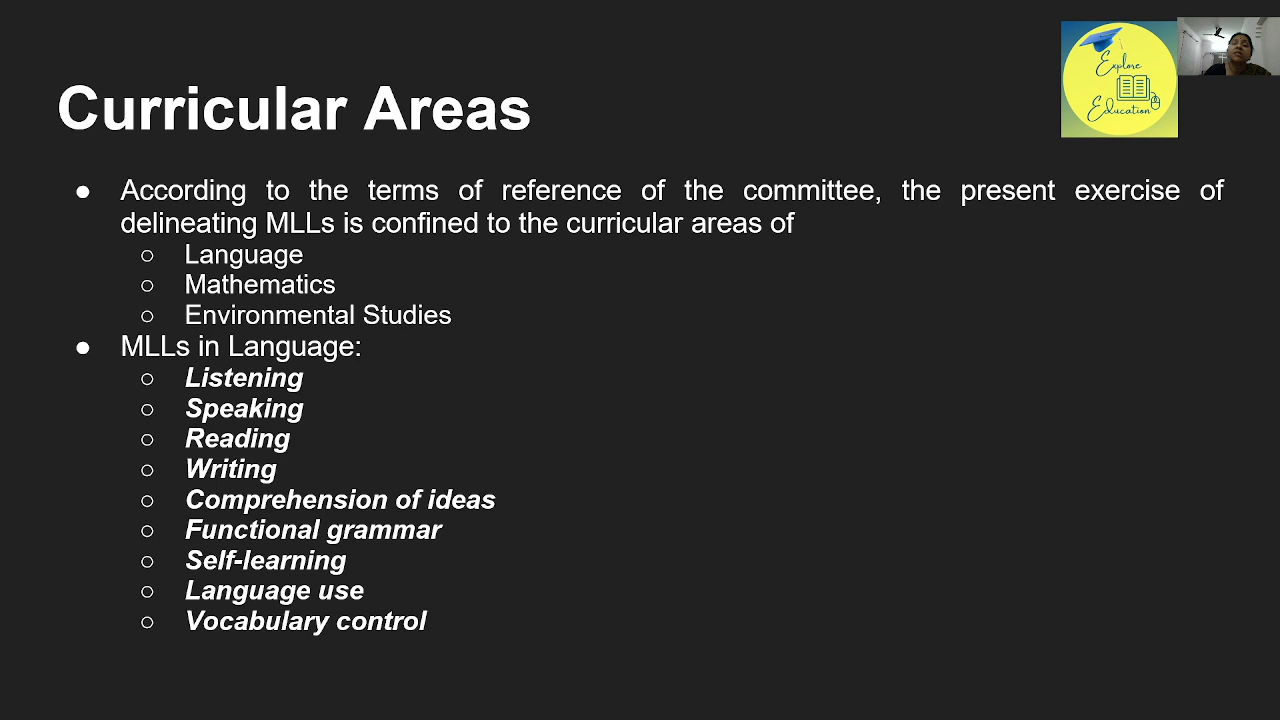 Explore
Education
Curricular Areas
● According to the terms of reference of the committee, the present exercise of
delineating MLLs is confined to the curricular areas of
○ Language
○ Mathematics
○ Environmental Studies
● MLLs in Language:
○ Listening
○ Speaking
○ Reading
○ Writing
○ Comprehension of ideas
○ Functional grammar
○ Self-learning
○ Language use
○ Vocabulary control